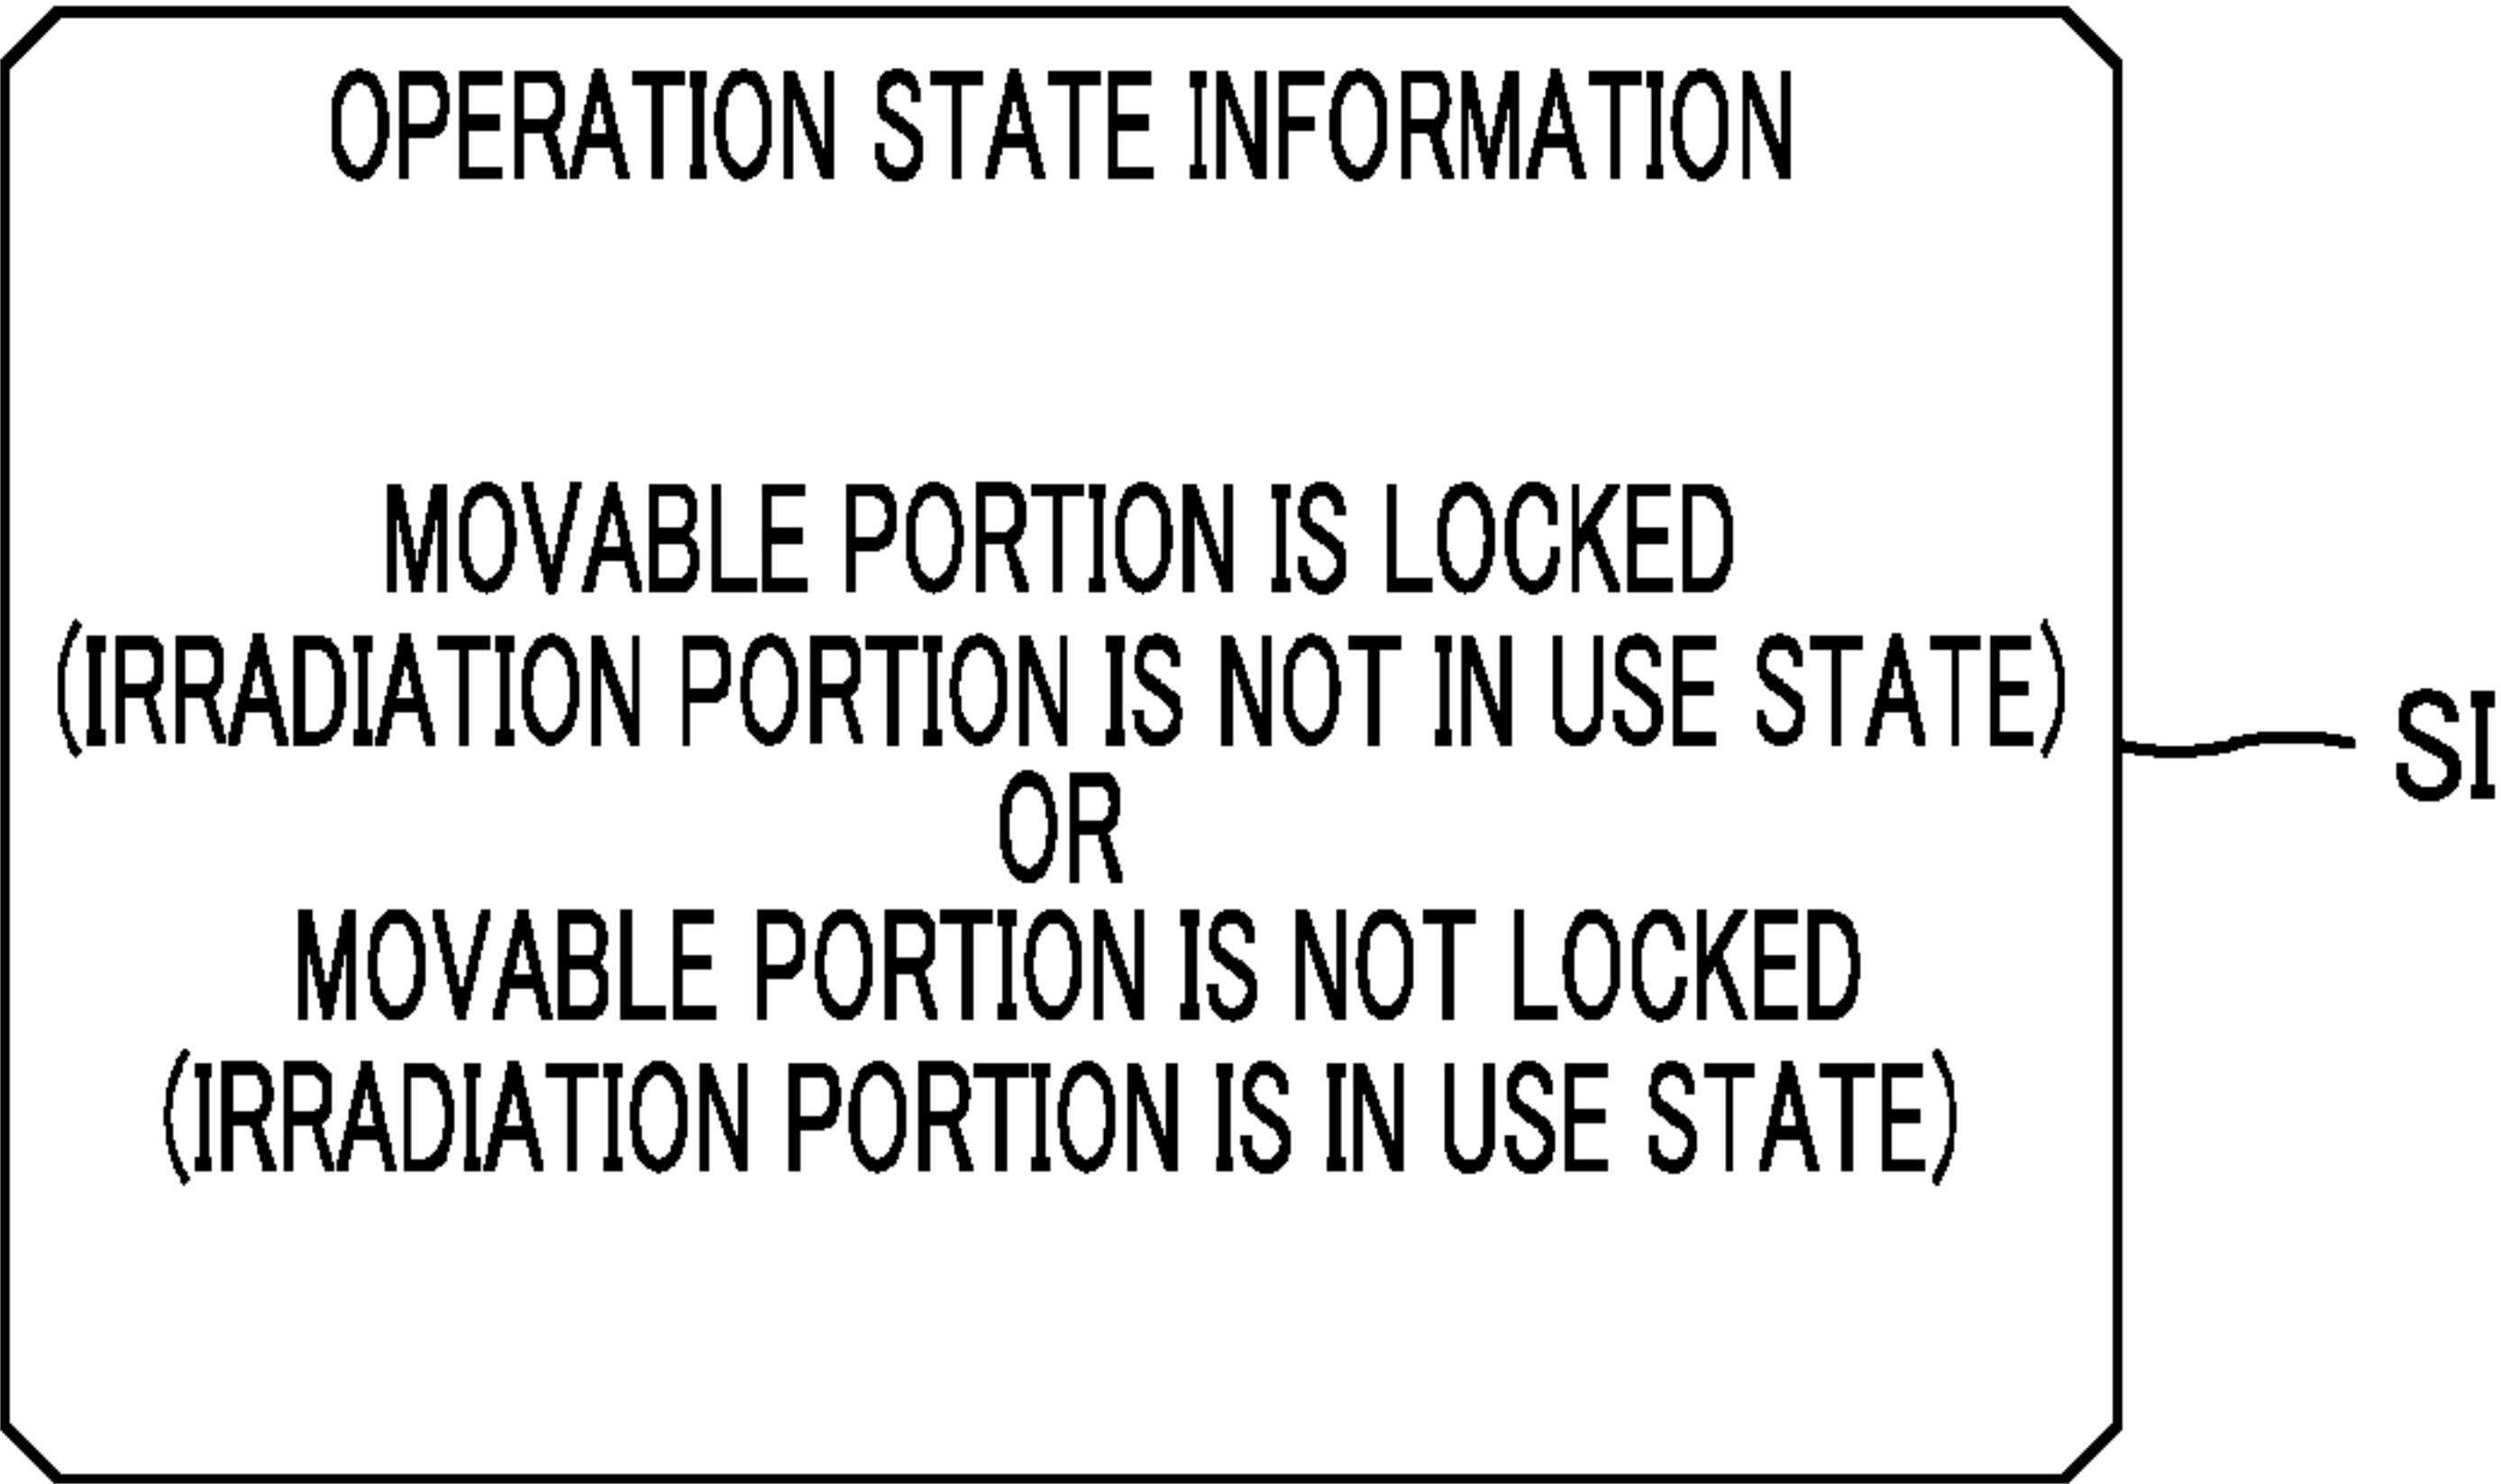 OPERATION STATE INFORMATION
MOVABLE PORTION IS LOCKED
(IRRADIATION PORTION IS NOT IN USE STATE)
OR
MOVABLE PORTION IS NOT LOCKED
(IRRADIATION PORTION IS IN USE STATE)
SI